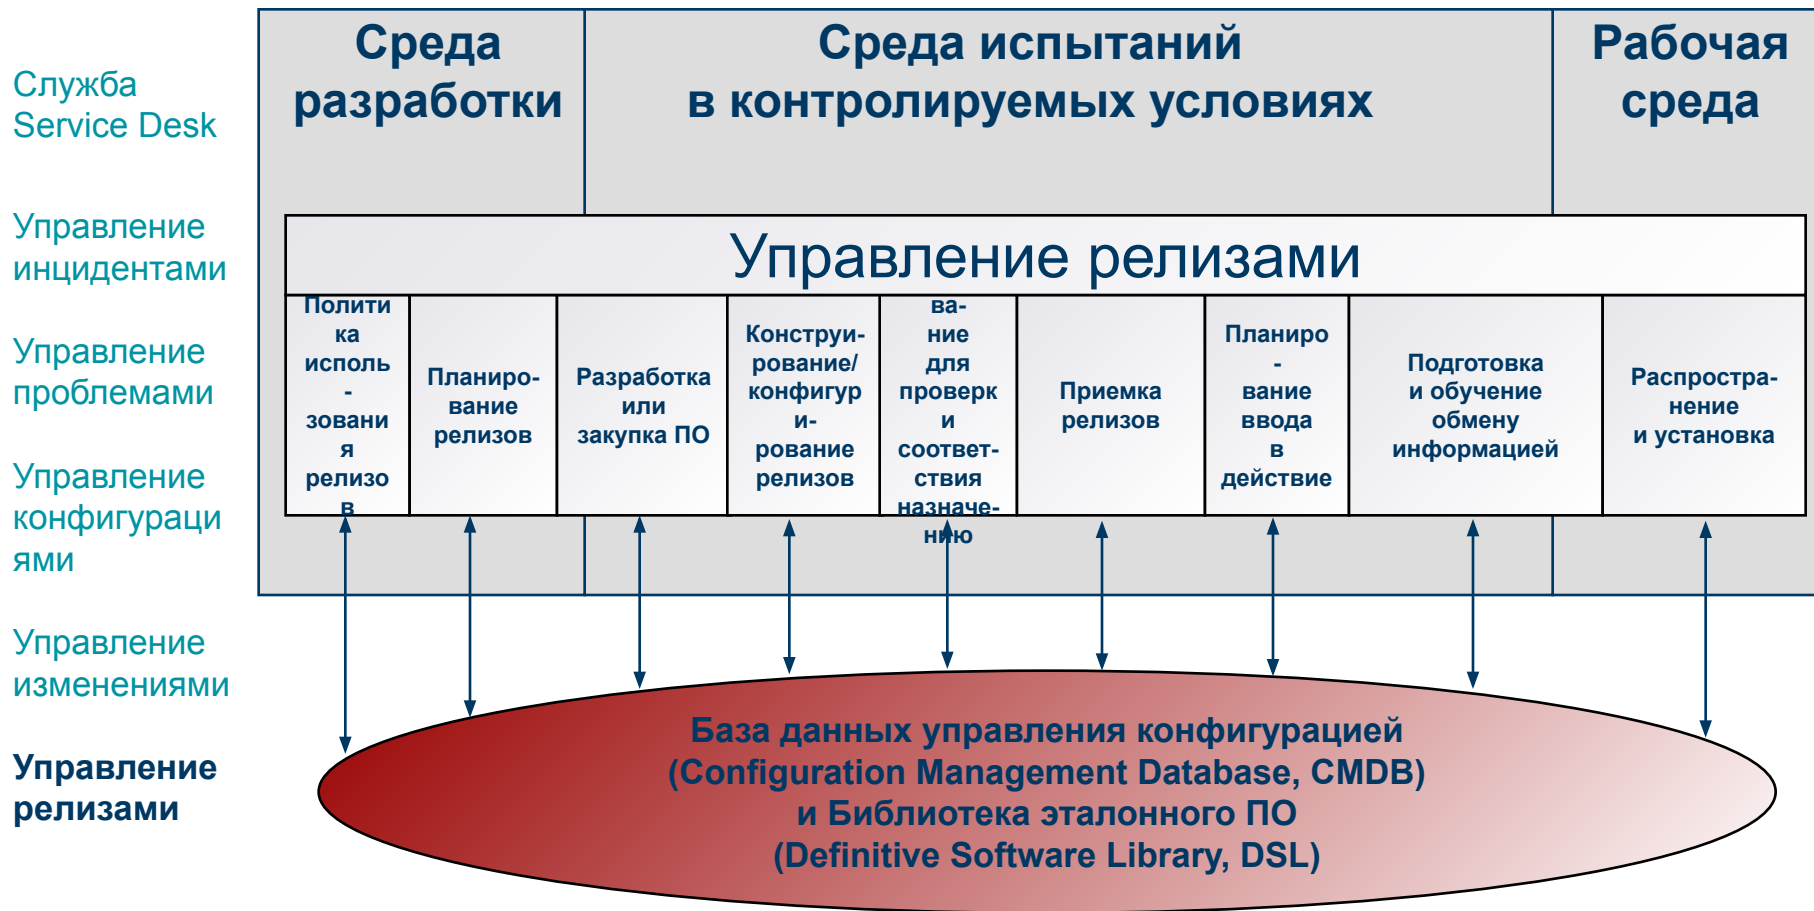 Среда
разработки
Среда испытаний
в контролируемых условиях
Рабочая
среда
Служба
Service Desk
Управление
инцидентами
Управление
проблемами
Управление
конфигураци
ями
Управление
изменениями
Управление
релизами
Управление релизами
Полити
ка
исполь
-
зовани
я
релизо
в
Планиро-
вание
релизов
Разработка
или
закупка ПО
Конструи-
рование/
конфигур
и-
рование
релизов
ва-
ние
для
проверк
и
соответ-
ствия
назначе-
нию
Приемка
релизов
Планиро
-
вание
ввода
в
действие
Подготовка
и обучение
обмену
информацией
Распростра-
нение
и установка
База данных управления конфигурацией
(Configuration Management Database, CMDB)
и Библиотека эталонного ПО
(Definitive Software Library, DSL)